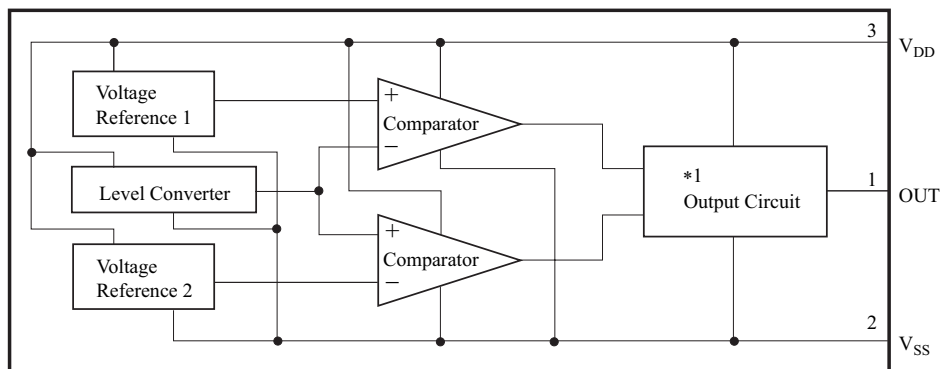 3
V_DD
Voltage
Reference 1
+
Comparator
−
*1
Output Circuit
1
OUT
Level Converter
+
Comparator
−
Voltage
Reference 2
2
V_SS